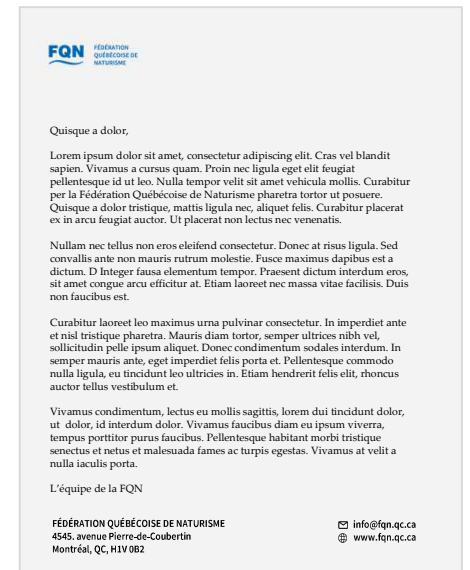 FQN FÉDÉRATION
QUÉBÉCOISE DE
NATURISME
Quisque a dolor,
Lorem ipsum dolor sit amet, consectetur adipiscing elit. Cras vel blandit
sapien. Vivamus a cursus quam. Proin nec ligula eget elit feugiat
pellentesque id ut leo. Nulla tempor velit sit amet vehicula mollis. Curabitur
per la Fédération Québécoise de Naturisme pharetra tortor ut posuere.
Quisque a dolor tristique, mattis ligula nec, aliquet felis. Curabitur placerat
ex in arcu feugiat auctor. Ut placerat non lectus nec venenatis.
Nullam nec tellus non eros eleifend consectetur. Donec at risus ligula. Sed
convallis ante non mauris rutrum molestie. Fusce maximus dapibus est a
dictum. D Integer fausa elementum tempor. Praesent dictum interdum eros,
sit amet congue arcu efficitur at. Etiam laoreet nec massa vitae facilisis. Duis
non faucibus est.
Curabitur laoreet leo maximus urna pulvinar consectetur. In imperdiet ante
et nisl tristique pharetra. Mauris diam tortor, semper ultrices nibh vel,
sollicitudin pelle ipsum aliquet. Donec condimentum sodales interdum. In
semper mauris ante, eget imperdiet felis porta et. Pellentesque commodo
nulla ligula, eu tincidunt leo ultricies in. Etiam hendrerit felis elit, rhoncus
auctor tellus vestibulum et.
Vivamus condimentum, lectus eu mollis sagittis, lorem dui tincidunt dolor,
ut dolor, id interdum dolor. Vivamus faucibus diam eu ipsum viverra,
tempus porttitor purus faucibus. Pellentesque habitant morbi tristique
senectus et netus et malesuada fames ac turpis egestas. Vivamus at velit a
nulla iaculis porta.
L'équipe de la FQN
FÉDÉRATION QUÉBÉCOISE DE NATURISME
4545. avenue Pierre-de-Coubertin
Montréal, QC, H1V 0B2
info@fqn.qc.ca
www.fqn.qc.ca